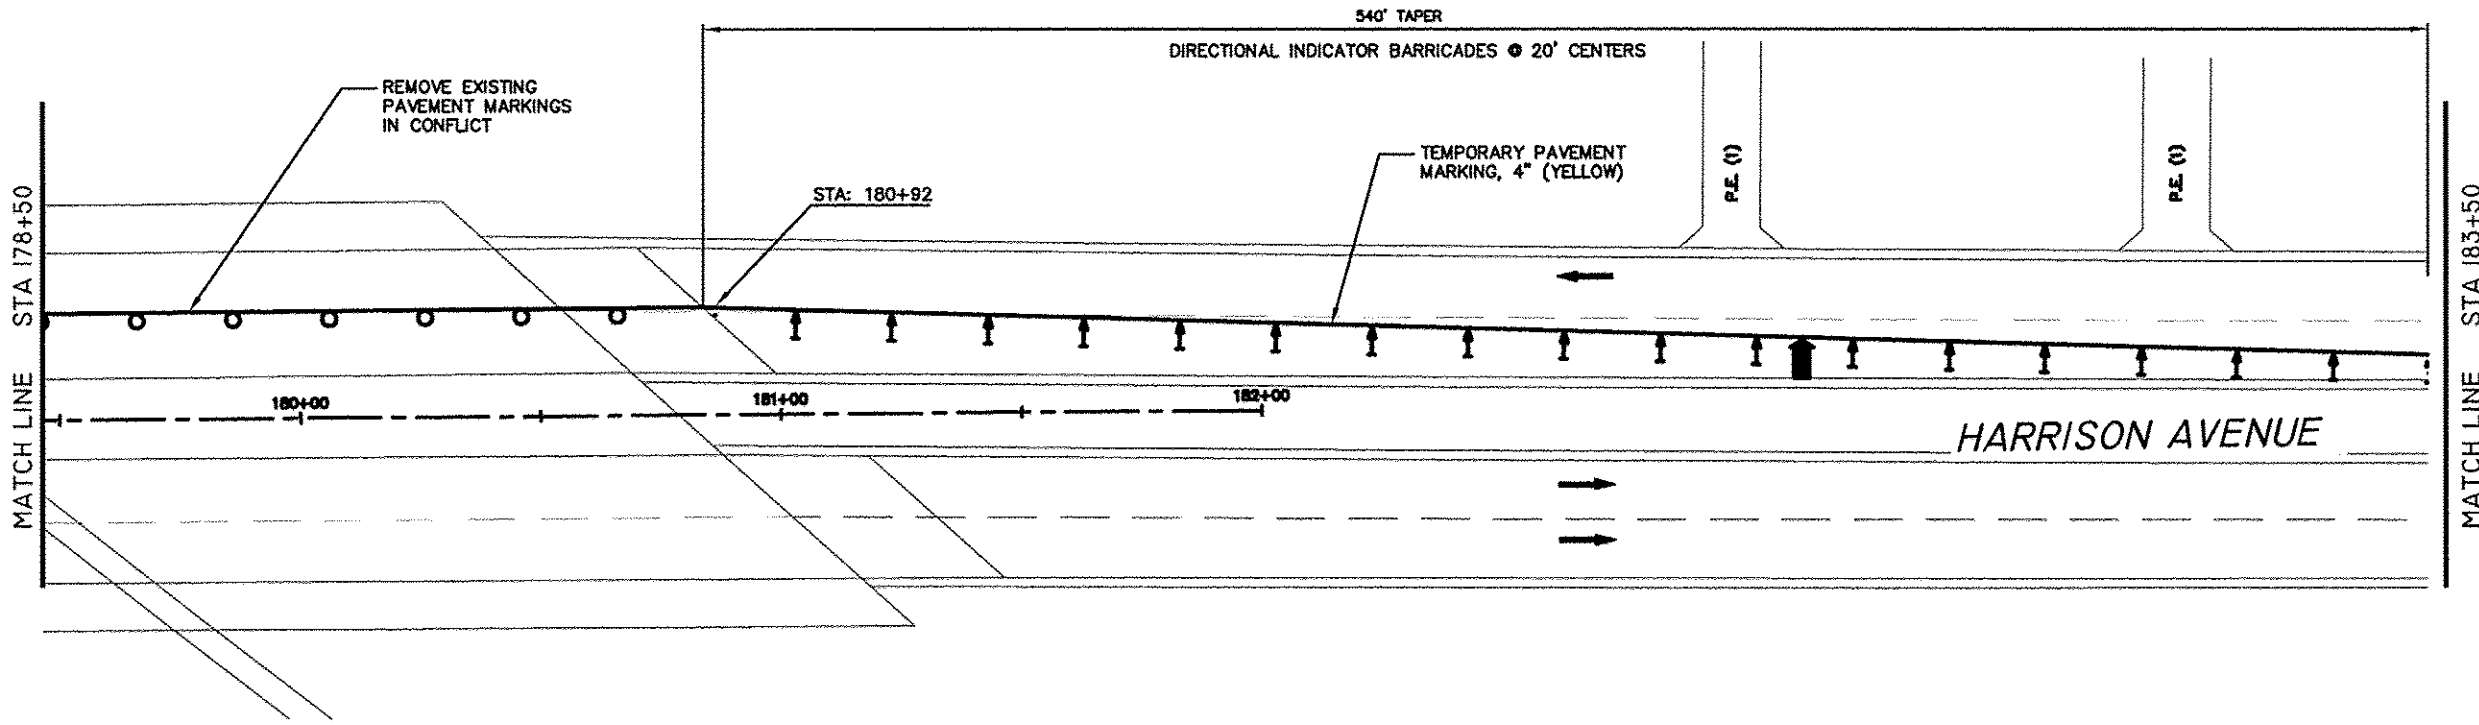 540' TAPER
DIRECTIONAL INDICATOR BARRICADES @ 20' CENTERS
REMOVE EXISTING
PAVEMENT MARKINGS
IN CONFLICT
TEMPORARY PAVEMENT
MARKING, 4" (YELLOW)
P.E. (1)
P.E. (1)
STA: 180+92
MATCH LINE STA 178+50
MATCH LINE STA 183+50
180+00
181+00
182+00
HARRISON AVENUE